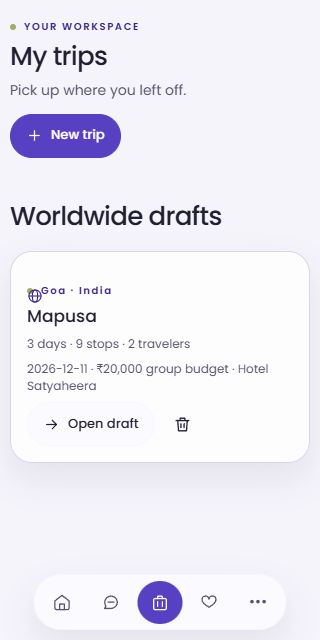 YOUR WORKSPACE
My trips
Pick up where you left off.
New trip
Worldwide drafts
Goa · India
Mapusa
3 days · 9 stops · 2 travelers
2026-12-11 · ₹20,000 group budget · Hotel
Satyaheera
Open draft